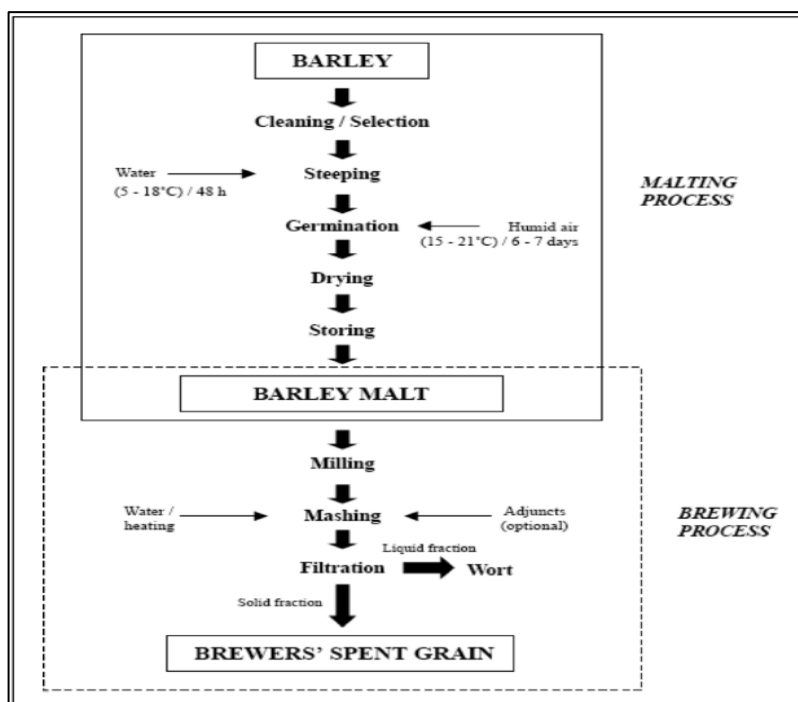 BARLEY
Cleaning / Selection
Water
(5 - 18°C) / 48 h
Steeping
MALTING
PROCESS
Germination
Humid air
(15 - 21°C) / 6 - 7 days
Drying
Storing
BARLEY MALT
Milling
Water /
heating
Mashing
Adjuncts
(optional)
BREWING
PROCESS
Liquid fraction
Filtration
Wort
Solid fraction
BREWERS’ SPENT GRAIN